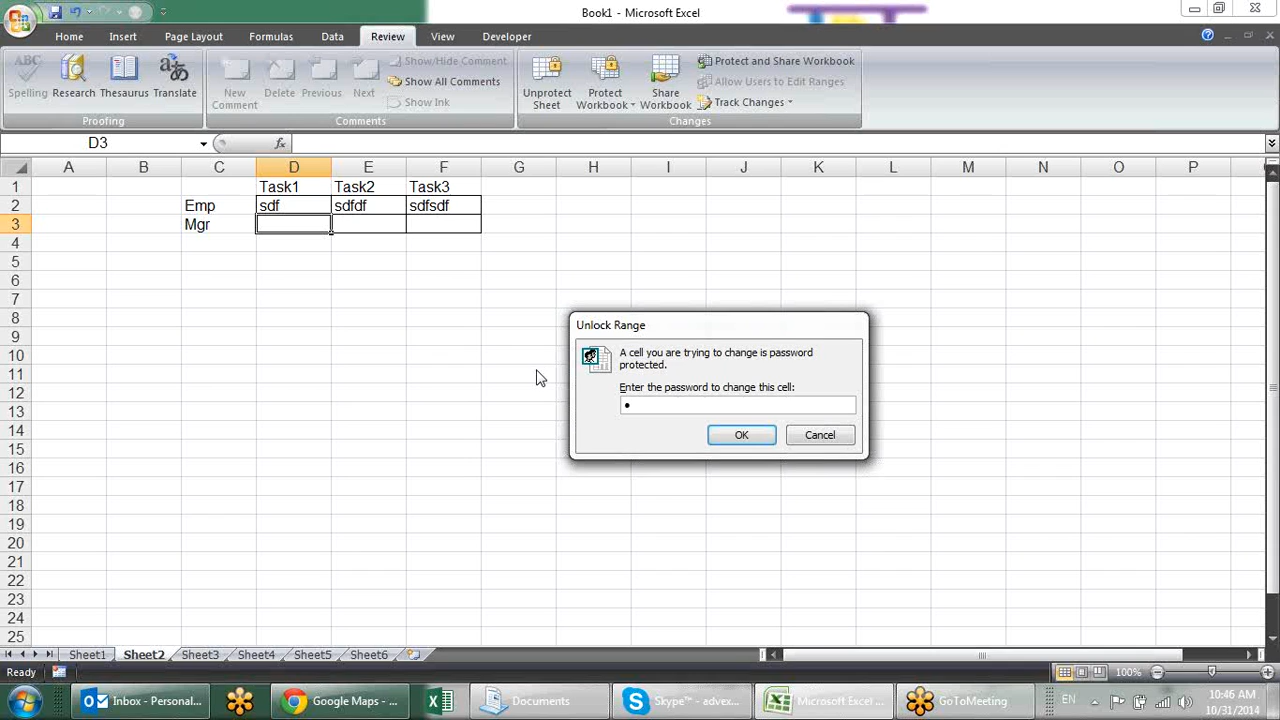 Book1 - Microsoft Excel
Home Insert Page Layout Formulas Data Review View Developer
Spelling Research Thesaurus Translate
Proofing
New Comment Delete Previous Next
Show/Hide Comment
Show All Comments
Show Ink
Comments
Unprotect Sheet Protect Workbook Share Workbook
Protect and Share Workbook
Allow Users to Edit Ranges
Track Changes
Changes
D3 fx
A B C D E F G H I J K L M N O P
1 Task1 Task2 Task3
2 Emp sdf sdfdf sdfsdf
3 Mgr
4
5
6
7
8
9
10
11
12
13
14
15
16
17
18
19
20
21
22
23
24
25
Unlock Range
A cell you are trying to change is password
protected.
Enter the password to change this cell:
OK Cancel
Sheet1 Sheet2 Sheet3 Sheet4 Sheet5 Sheet6
Ready 100%
Inbox - Personal... Google Maps - ... Documents Skype™ - advex... Microsoft Excel ... GoToMeeting EN 10:46 AM
10/31/2014